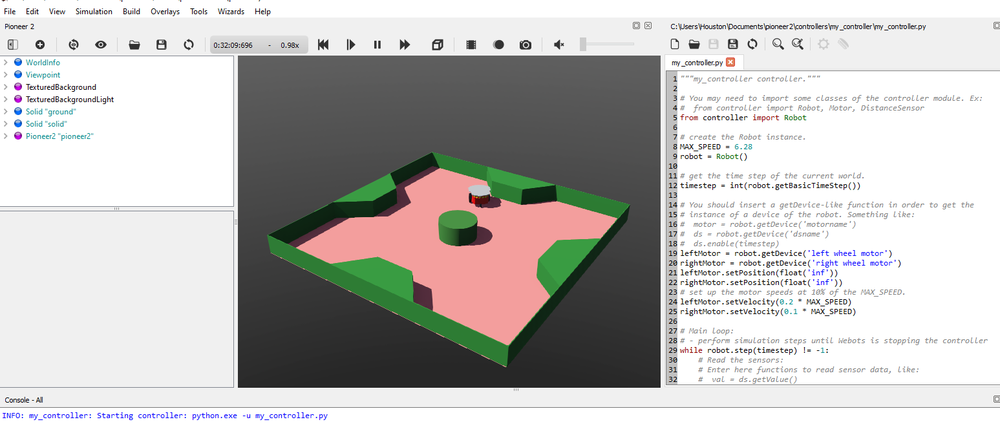 File Edit View Simulation Build Overlays Tools Wizards Help
Pioneer 2
0:32:09:696 - 0.98x
WorldInfo
Viewpoint
TexturedBackground
TexturedBackgroundLight
Solid "ground"
Solid "solid"
Pioneer2 "pioneer2"
C:\Users\Houston\Documents\pioneer2\controllers\my_controller\my_controller.py
my_controller.py
1 """my_controller controller."""
2
3 # You may need to import some classes of the controller module. Ex:
4 #  from controller import Robot, Motor, DistanceSensor
5 from controller import Robot
6
7 # create the Robot instance.
8 MAX_SPEED = 6.28
9 robot = Robot()
10
11 # get the time step of the current world.
12 timestep = int(robot.getBasicTimeStep())
13
14 # You should insert a getDevice-like function in order to get the
15 # instance of a device of the robot. Something like:
16 #  motor = robot.getDevice('motorname')
17 #  ds = robot.getDevice('dsname')
18 #  ds.enable(timestep)
19 leftMotor = robot.getDevice('left wheel motor')
20 rightMotor = robot.getDevice('right wheel motor')
21 leftMotor.setPosition(float('inf'))
22 rightMotor.setPosition(float('inf'))
23 # set up the motor speeds at 10% of the MAX_SPEED.
24 leftMotor.setVelocity(0.2 * MAX_SPEED)
25 rightMotor.setVelocity(0.1 * MAX_SPEED)
26
27 # Main loop:
28 # - perform simulation steps until Webots is stopping the controller
29 while robot.step(timestep) != -1:
30     # Read the sensors:
31     # Enter here functions to read sensor data, like:
32     #  val = ds.getValue()
Console - All
INFO: my_controller: Starting controller: python.exe -u my_controller.py